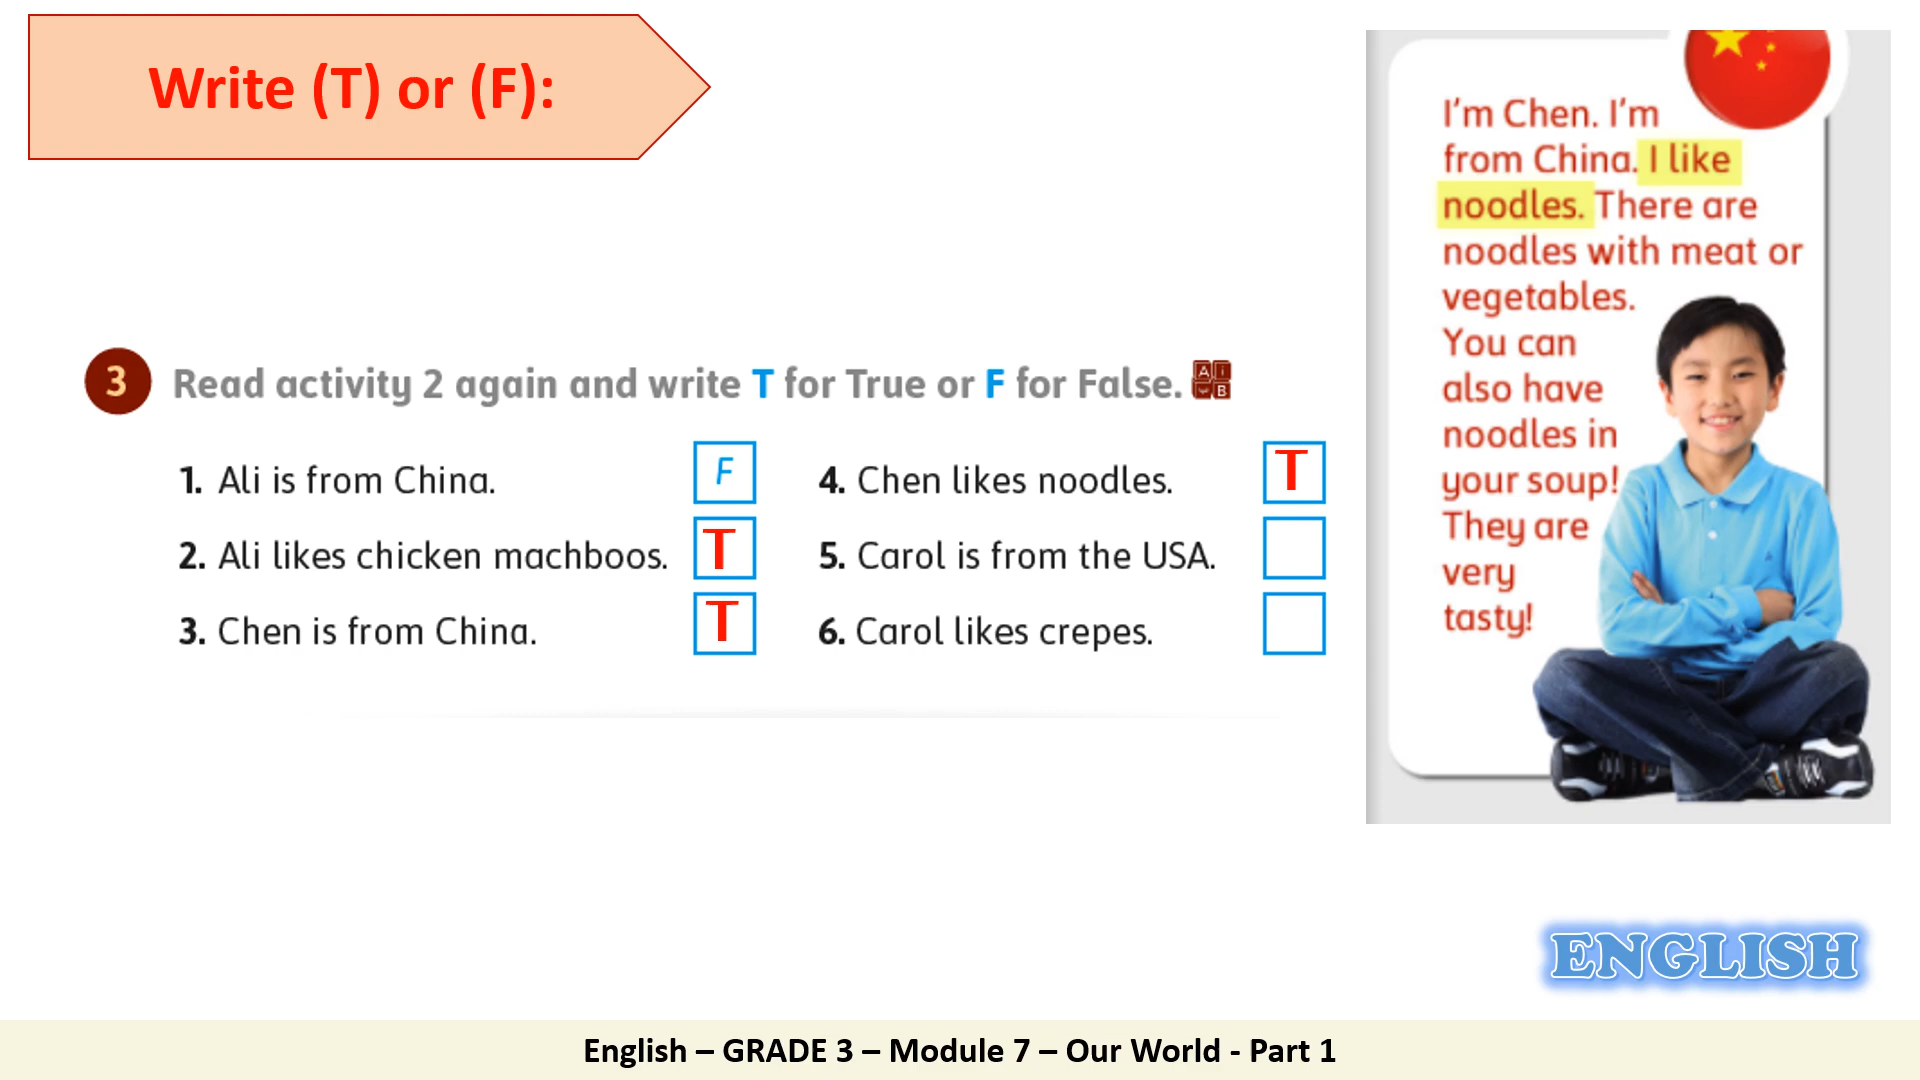 Write (T) or (F):
I'm Chen. I'm
from China. I like
noodles. There are
noodles with meat or
vegetables.
You can
also have
noodles in
your soup!
They are
very
tasty!
3 Read activity 2 again and write T for True or F for False.
1. Ali is from China. F
2. Ali likes chicken machboos. T
3. Chen is from China. T
4. Chen likes noodles. T
5. Carol is from the USA.
6. Carol likes crepes.
ENGLISH
English – GRADE 3 – Module 7 – Our World - Part 1